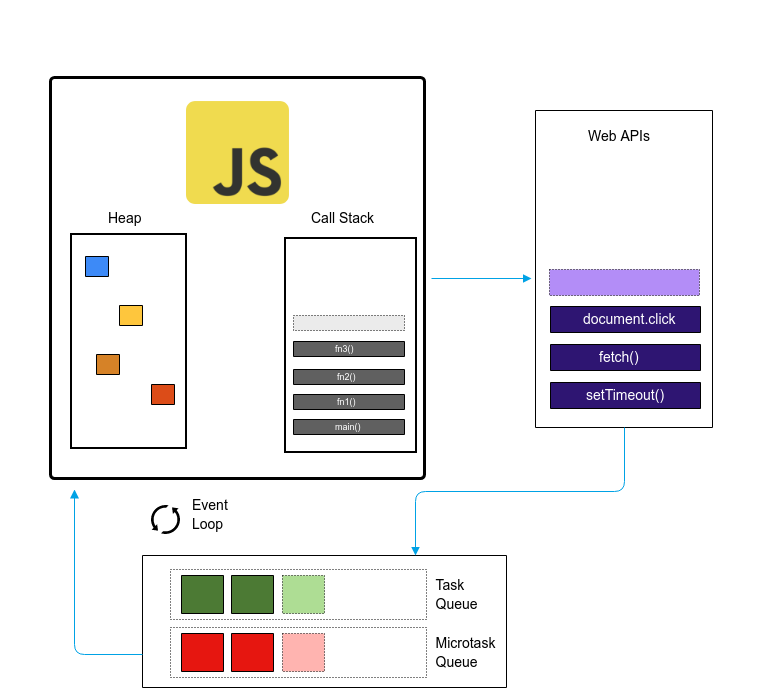 JS
Heap
Call Stack
fn3()
fn2()
fn1()
main()
Web APIs
document.click
fetch()
setTimeout()
Event
Loop
Task
Queue
Microtask
Queue